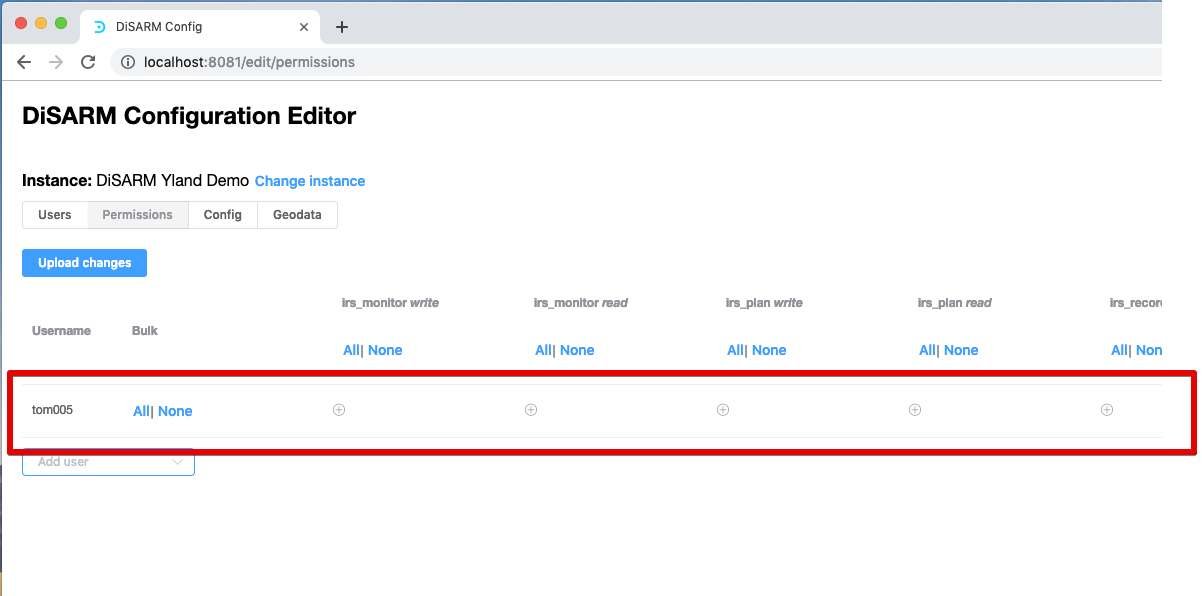 DiSARM Config
localhost:8081/edit/permissions
DiSARM Configuration Editor
Instance: DiSARM Yland Demo Change instance
Users Permissions Config Geodata
Upload changes
irs_monitor write irs_monitor read irs_plan write irs_plan read irs_recor
Username Bulk
All| None All| None All| None All| None All| Non
tom005 All| None
Add user